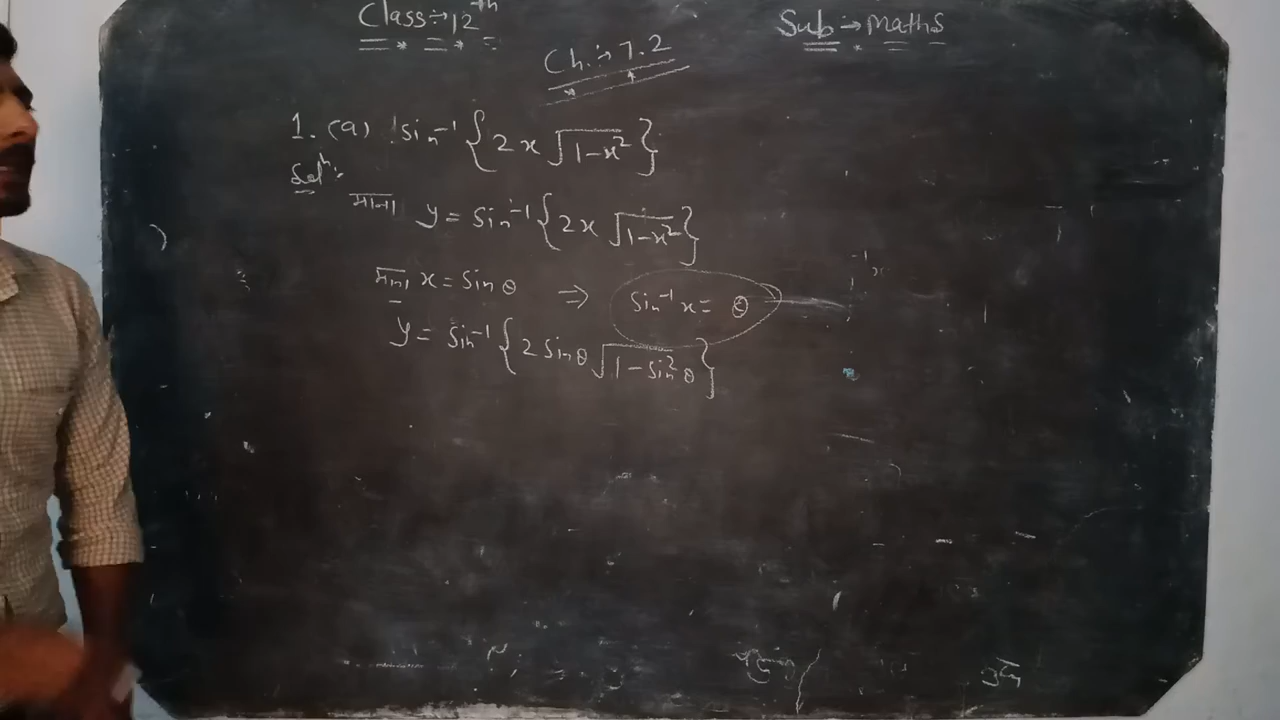 Class:-12th
Sub → Maths
Ch. :- 7.2
1. (a) sin⁻¹ {2x √1-x²}
Solⁿ:
माना y = sin⁻¹ {2x √1-x²}
माना x = sin θ ⇒ sin⁻¹ x = θ
y = sin⁻¹ {2 sin θ √1 - sin² θ}